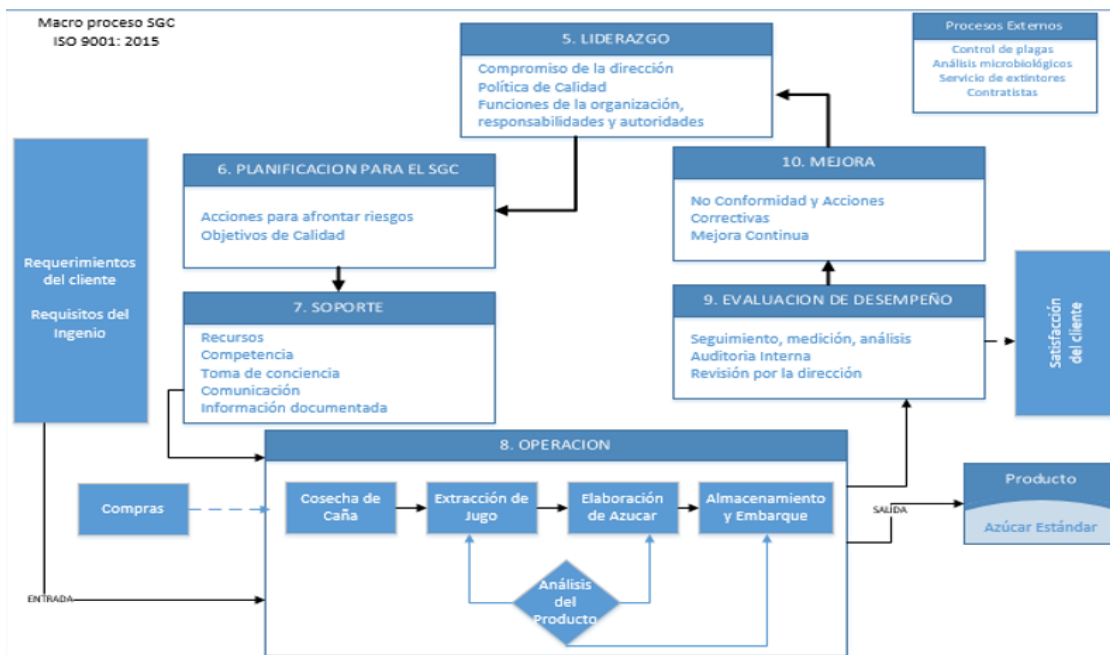 Macro proceso SGC
ISO 9001: 2015
5. LIDERAZGO
Compromiso de la dirección
Política de Calidad
Funciones de la organización,
responsabilidades y autoridades
Procesos Externos
Control de plagas
Análisis microbiológicos
Servicio de extintores
Contratistas
6. PLANIFICACION PARA EL SGC
Acciones para afrontar riesgos
Objetivos de Calidad
10. MEJORA
No Conformidad y Acciones
Correctivas
Mejora Continua
Requerimientos
del cliente
Requisitos del
Ingenio
7. SOPORTE
Recursos
Competencia
Toma de conciencia
Comunicación
Información documentada
9. EVALUACION DE DESEMPEÑO
Seguimiento, medición, análisis
Auditoria Interna
Revisión por la dirección
Satisfacción
del cliente
8. OPERACION
Compras
Cosecha de
Caña
Extracción de
Jugo
Elaboración
de Azucar
Almacenamiento
y Embarque
Análisis
del
Producto
ENTRADA
SALIDA
Producto
Azúcar Estándar